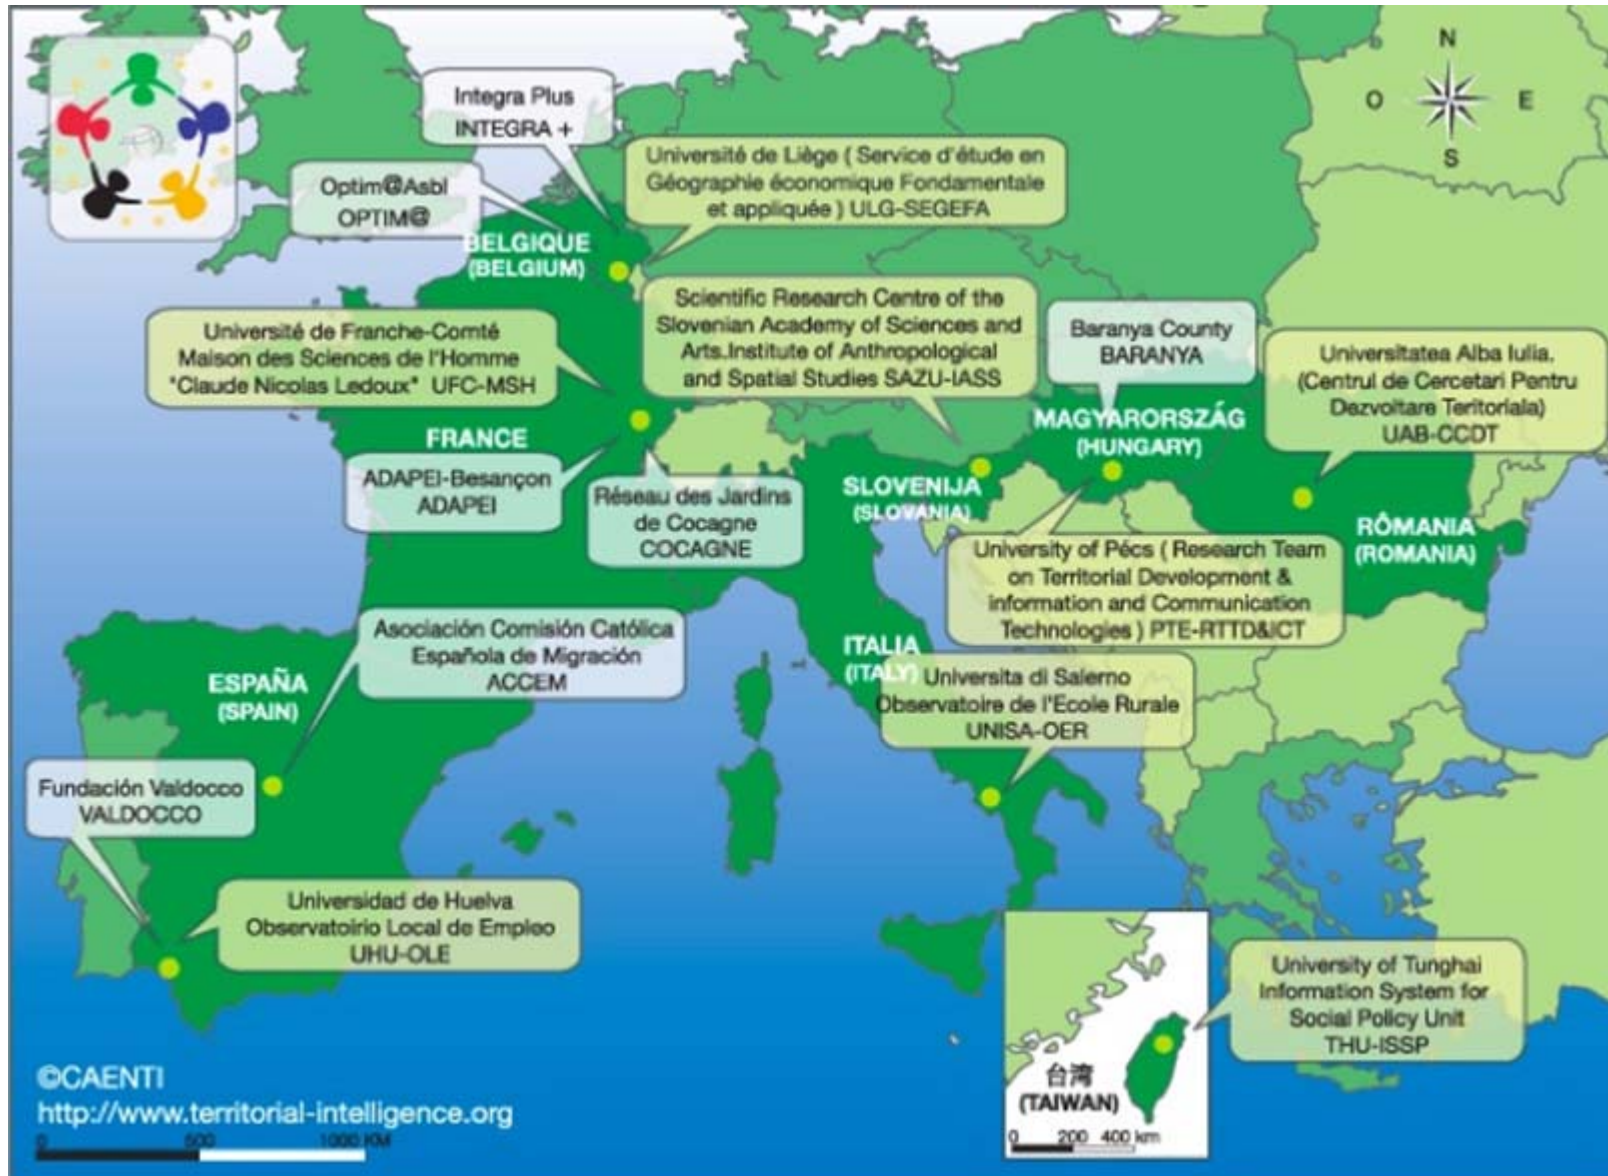 N
O
E
S
Integra Plus
INTEGRA +
Université de Liège ( Service d'étude en
Géographie économique Fondamentale
et appliquée ) ULG-SEGEFA
Optim@Asbl
OPTIM@
BELGIQUE
(BELGIUM)
Scientific Research Centre of the
Slovenian Academy of Sciences and
Arts.Institute of Anthropological
and Spatial Studies SAZU-IASS
Baranya County
BARANYA
Université de Franche-Comté
Maison des Sciences de l'Homme
"Claude Nicolas Ledoux" UFC-MSH
Universitatea Alba Iulia.
(Centrul de Cercetari Pentru
Dezvoltare Teritoriala)
UAB-CCDT
MAGYARORSZÁG
(HUNGARY)
FRANCE
ADAPEI-Besançon
ADAPEI
Réseau des Jardins
de Cocagne
COCAGNE
SLOVENIJA
(SLOVANIA)
RÔMANIA
(ROMANIA)
University of Pécs ( Research Team
on Territorial Development &
information and Communication
Technologies ) PTE-RTTD&ICT
Asociación Comisión Católica
Española de Migración
ACCEM
ITALIA
(ITALY)
Universita di Salerno
Observatoire de l'Ecole Rurale
UNISA-OER
ESPAÑA
(SPAIN)
Fundación Valdocco
VALDOCCO
Universidad de Huelva
Observatoirio Local de Empleo
UHU-OLE
University of Tunghai
Information System for
Social Policy Unit
THU-ISSP
台湾
(TAIWAN)
0 200 400 km
©CAENTI
http://www.territorial-intelligence.org
0 500 1000 KM